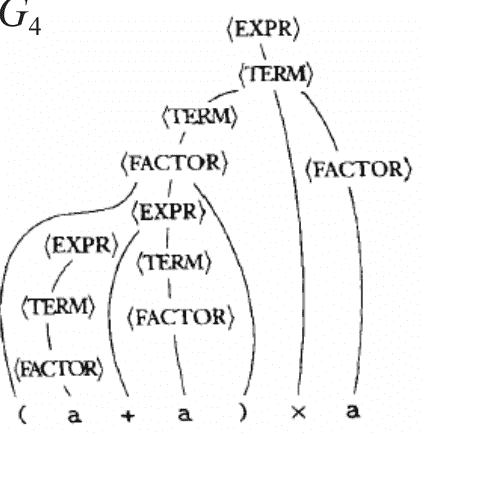 G4
⟨EXPR⟩
⟨TERM⟩
⟨TERM⟩
⟨FACTOR⟩ ⟨FACTOR⟩
⟨EXPR⟩
⟨EXPR⟩
⟨TERM⟩
⟨TERM⟩
⟨FACTOR⟩
⟨FACTOR⟩
( a + a ) × a